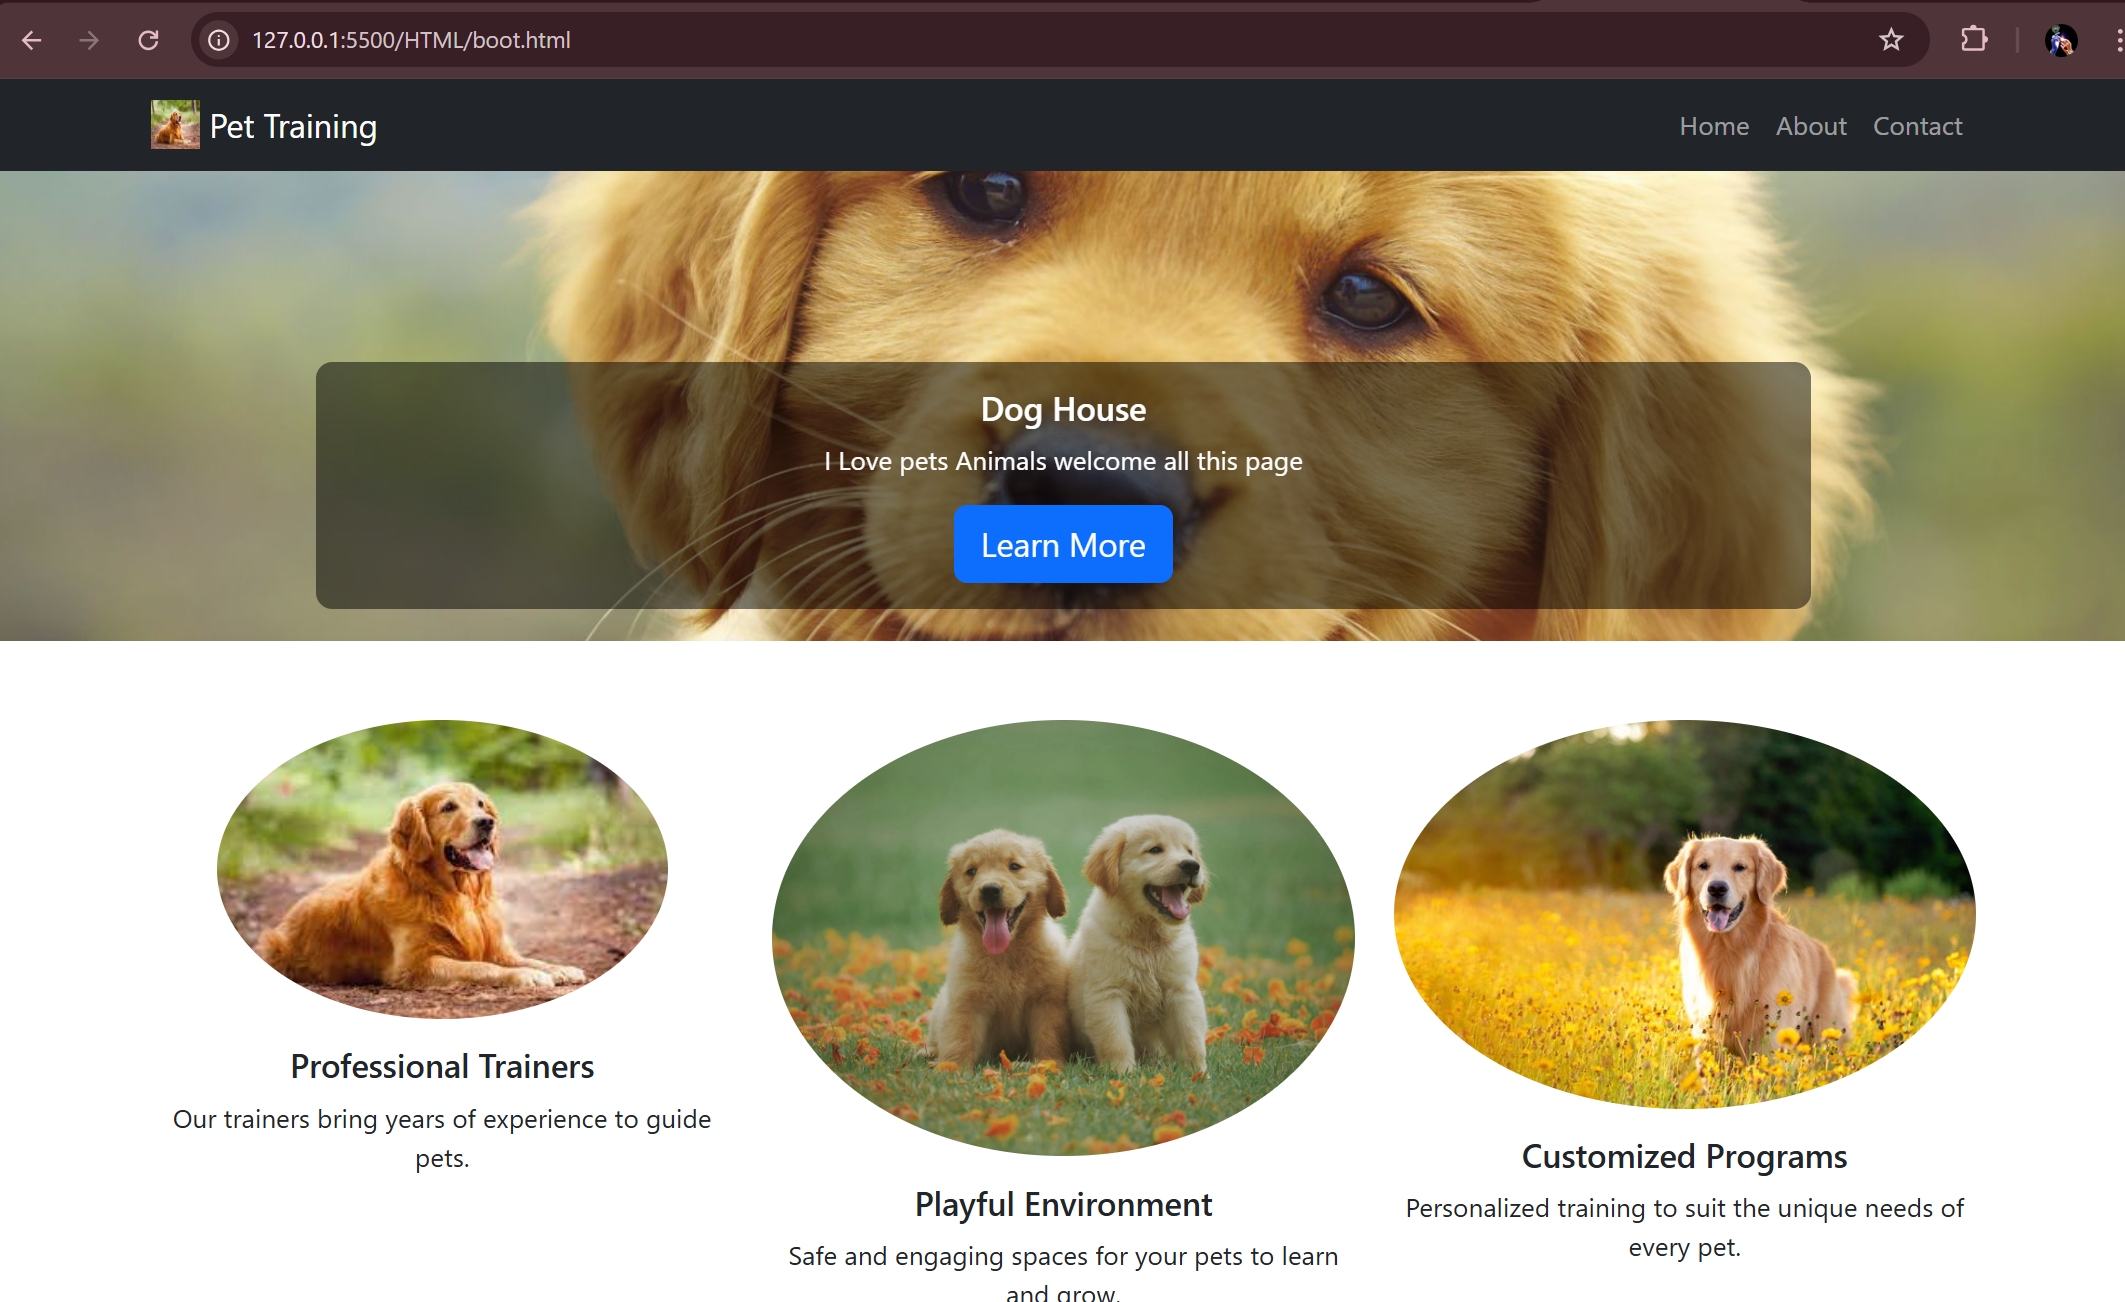 127.0.0.1:5500/HTML/boot.html
Pet Training
Home About Contact
Dog House
I Love pets Animals welcome all this page
Learn More
Professional Trainers
Our trainers bring years of experience to guide
pets.
Playful Environment
Safe and engaging spaces for your pets to learn
and grow.
Customized Programs
Personalized training to suit the unique needs of
every pet.